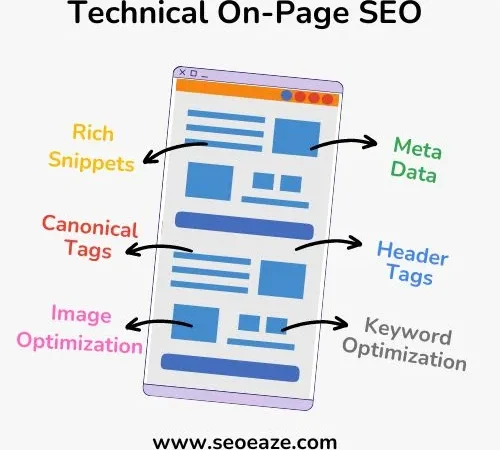 Technical On-Page SEO
Rich
Snippets
Meta
Data
Canonical
Tags
Header
Tags
Image
Optimization
Keyword
Optimization
www.seoeaze.com